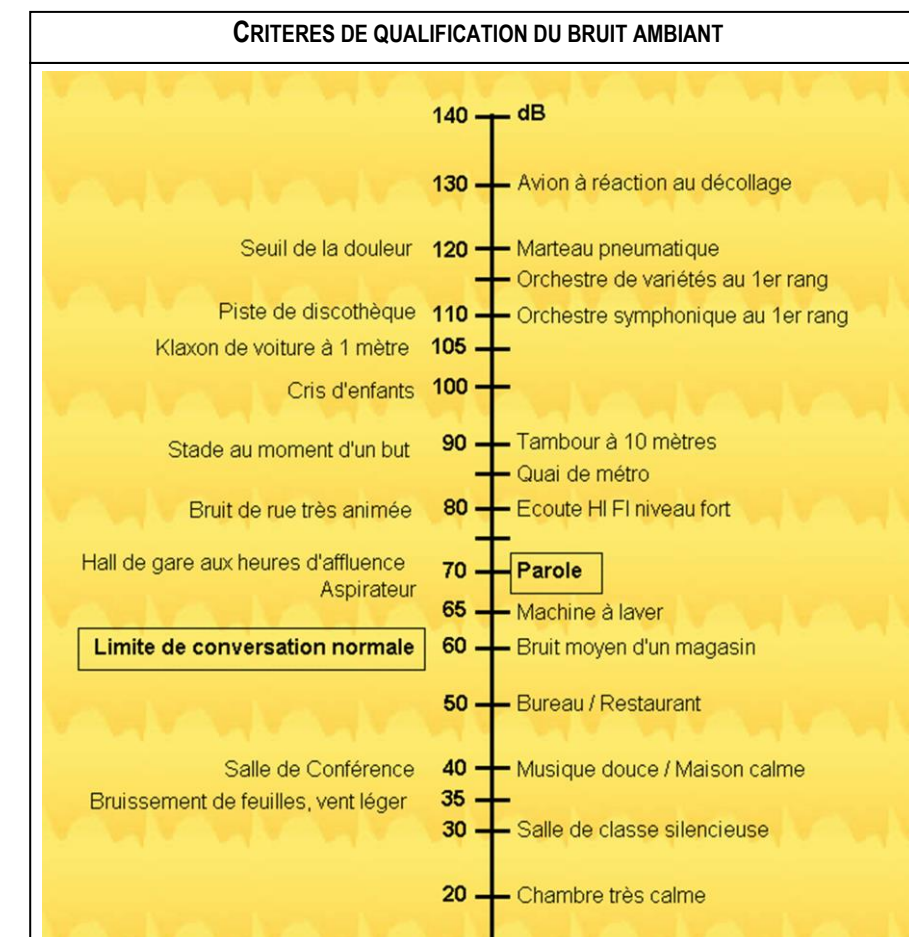 CRITERES DE QUALIFICATION DU BRUIT AMBIANT
140 dB
130 Avion à réaction au décollage
Seuil de la douleur 120 Marteau pneumatique
Orchestre de variétés au 1er rang
Piste de discothèque 110 Orchestre symphonique au 1er rang
Klaxon de voiture à 1 mètre 105
Cris d'enfants 100
Stade au moment d'un but 90 Tambour à 10 mètres
Quai de métro
Bruit de rue très animée 80 Ecoute HI FI niveau fort
Hall de gare aux heures d'affluence
Aspirateur 70 Parole
65 Machine à laver
Limite de conversation normale 60 Bruit moyen d'un magasin
50 Bureau / Restaurant
Salle de Conférence 40 Musique douce / Maison calme
Bruissement de feuilles, vent léger 35
30 Salle de classe silencieuse
20 Chambre très calme